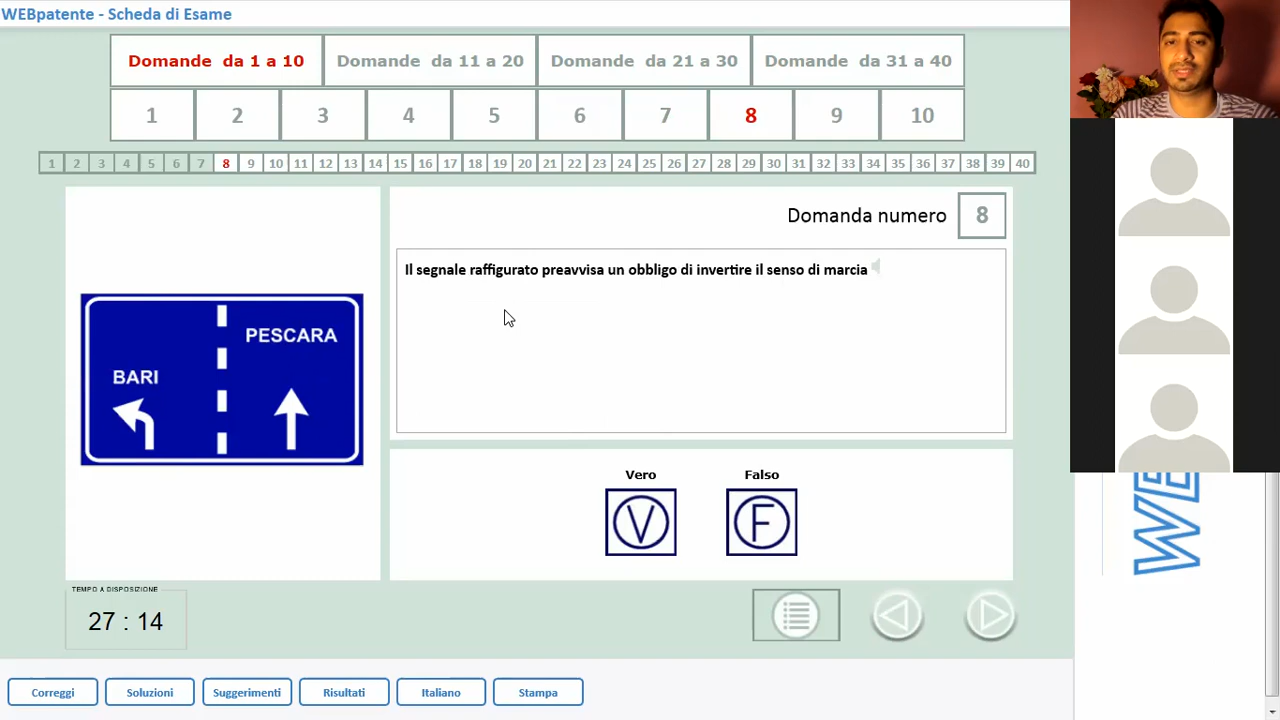 WEBpatente - Scheda di Esame
Domande da 1 a 10
Domande da 11 a 20
Domande da 21 a 30
Domande da 31 a 40
1 2 3 4 5 6 7 8 9 10
1 2 3 4 5 6 7 8 9 10 11 12 13 14 15 16 17 18 19 20 21 22 23 24 25 26 27 28 29 30 31 32 33 34 35 36 37 38 39 40
Domanda numero 8
Il segnale raffigurato preavvisa un obbligo di invertire il senso di marcia
PESCARA
BARI
Vero Falso
V F
TEMPO A DISPOSIZIONE
27 : 14
WE
Correggi Soluzioni Suggerimenti Risultati Italiano Stampa